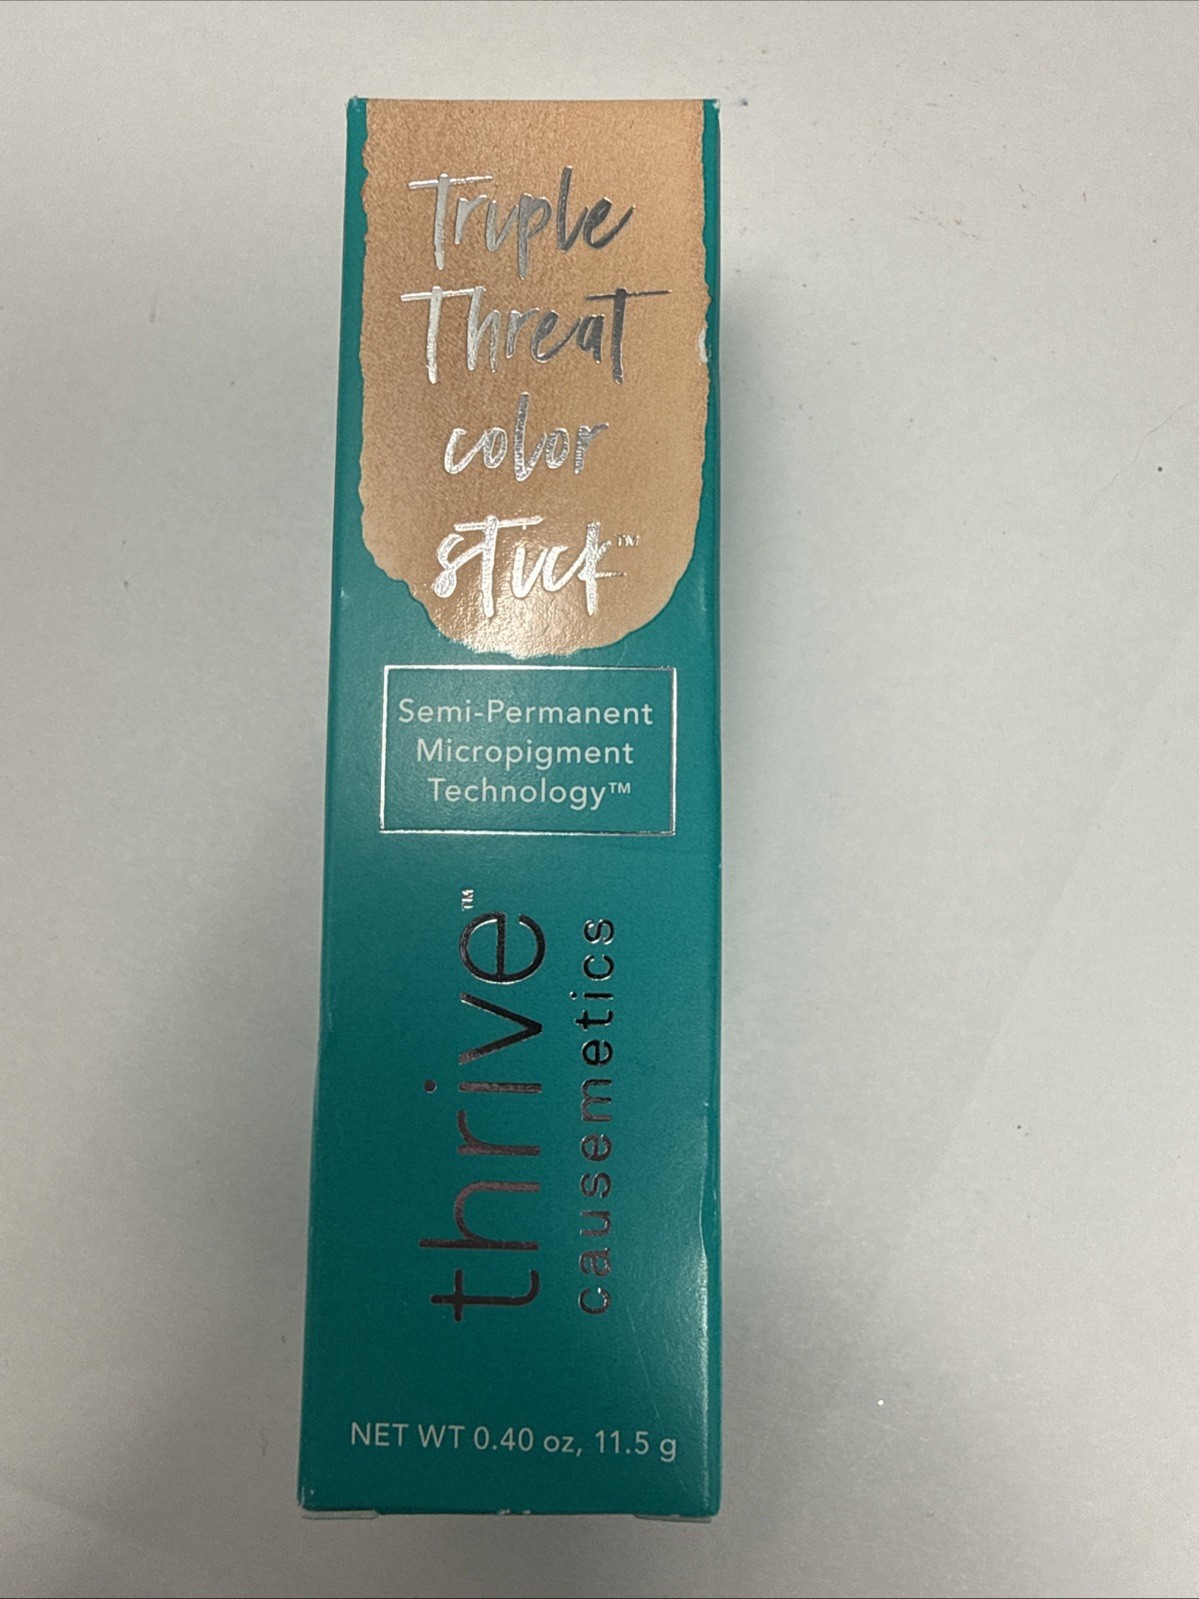 Triple
Threat
color
stick™
Semi-Permanent
Micropigment
Technology™
thrive™
causemetics
NET WT 0.40 oz, 11.5 g